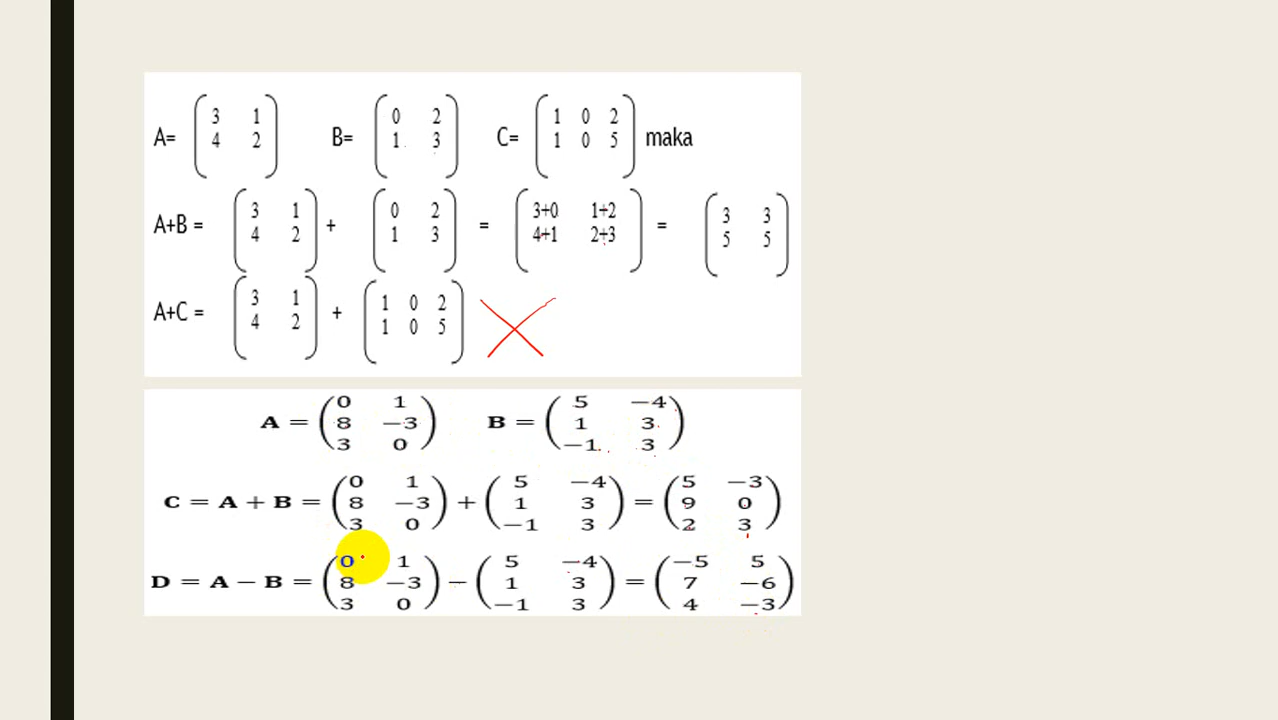 3 1 0 2 1 0 2
A= B= C= maka
4 2 1 3 1 0 5
3 1 0 2 3+0 1+2 3 3
A+B = + = =
4 2 1 3 4+1 2+3 5 5
3 1 1 0 2
A+C = +
4 2 1 0 5
0 1 5 −4
A = 8 −3 B = 1 3
3 0 −1 3
0 1 5 −4 5 −3
C = A + B = 8 −3 + 1 3 = 9 0
3 0 −1 3 2 3
0 1 5 −4 −5 5
D = A − B = 8 −3 − 1 3 = 7 −6
3 0 −1 3 4 −3